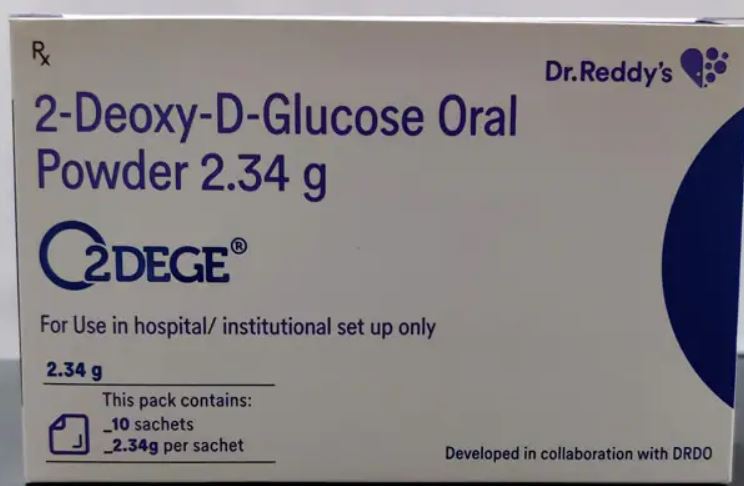 Rx
Dr.Reddy's
2-Deoxy-D-Glucose Oral
Powder 2.34 g
2DEGE®
For Use in hospital/ institutional set up only
2.34 g
This pack contains:
_10 sachets
_2.34g per sachet
Developed in collaboration with DRDO